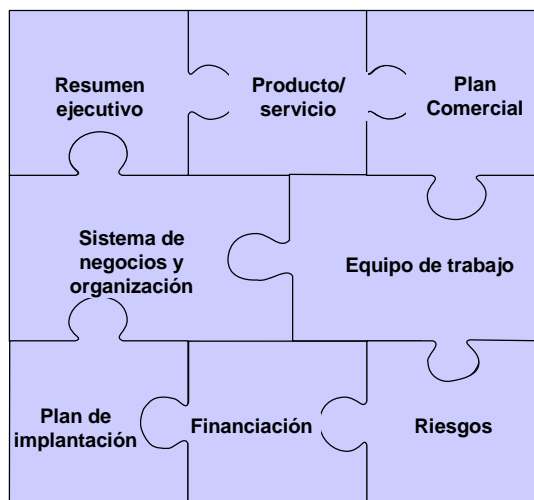 Resumen
ejecutivo
Producto/
servicio
Plan
Comercial
Sistema de
negocios y
organización
Equipo de trabajo
Plan de
implantación
Financiación
Riesgos